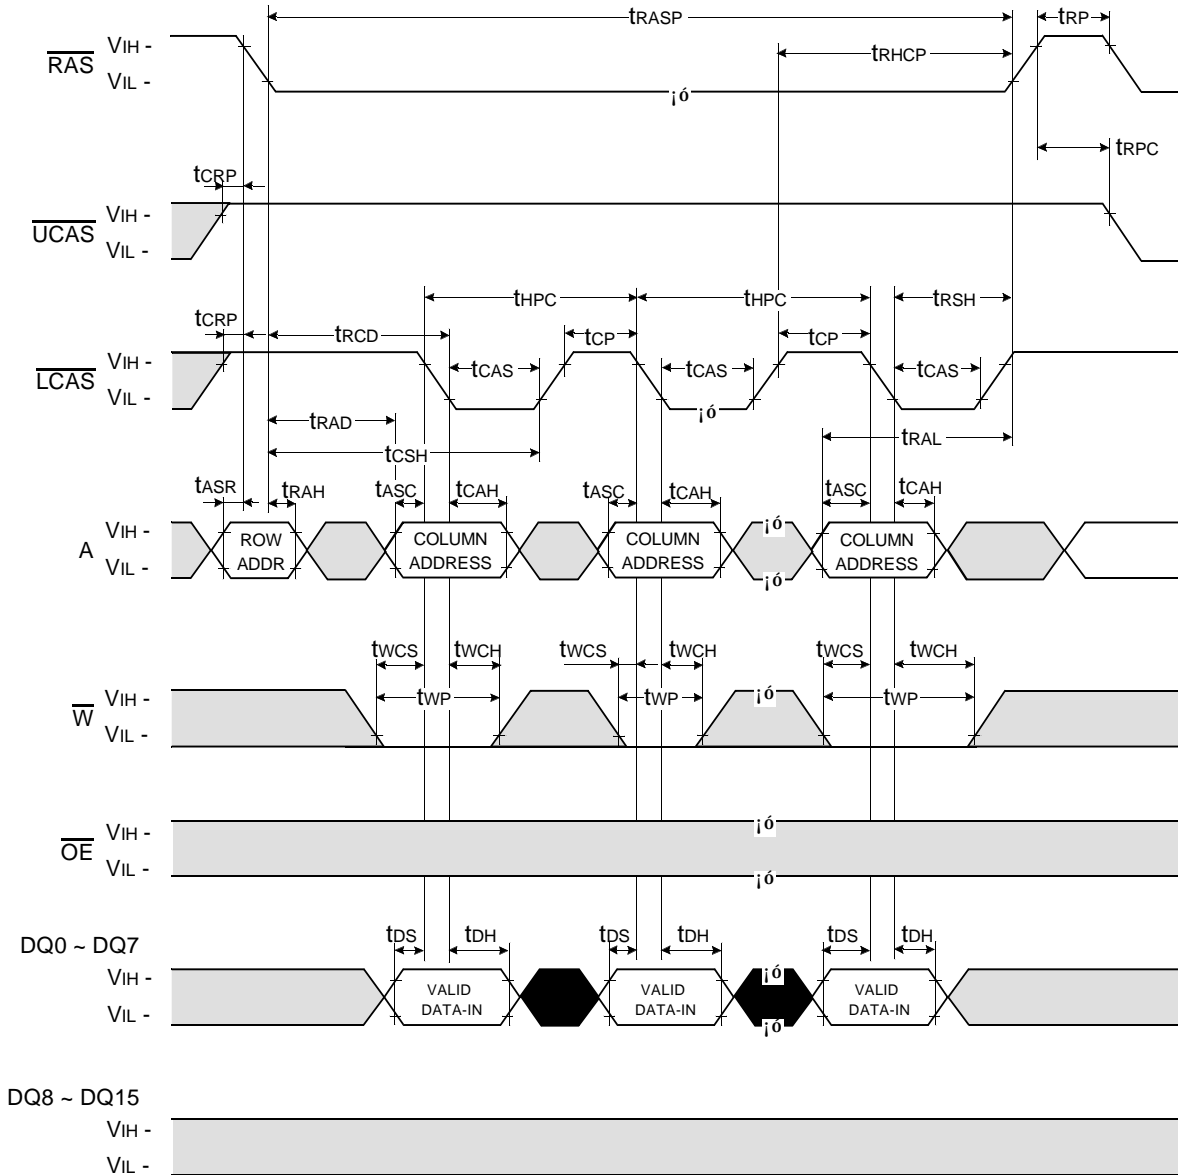 tRASP
tRP
RAS
VIH -
VIL -
tRHCP
¡ó
tRPC
tCRP
UCAS
VIH -
VIL -
tHPC
tHPC
tRSH
tCRP
tRCD
tCP
tCP
LCAS
VIH -
VIL -
tCAS
tCAS
tCAS
¡ó
tRAD
tCSH
tRAL
tASR
tRAH
tASC
tCAH
tASC
tCAH
tASC
tCAH
A
VIH -
VIL -
ROW
ADDR
COLUMN
ADDRESS
COLUMN
ADDRESS
¡ó
¡ó
COLUMN
ADDRESS
tWCS
tWCH
tWCS
tWCH
tWCS
tWCH
tWP
tWP
tWP
W
VIH -
VIL -
¡ó
OE
VIH -
VIL -
¡ó
¡ó
DQ0 ~ DQ7
tDS
tDH
tDS
tDH
tDS
tDH
VIH -
VIL -
VALID
DATA-IN
VALID
DATA-IN
¡ó
¡ó
VALID
DATA-IN
DQ8 ~ DQ15
VIH -
VIL -